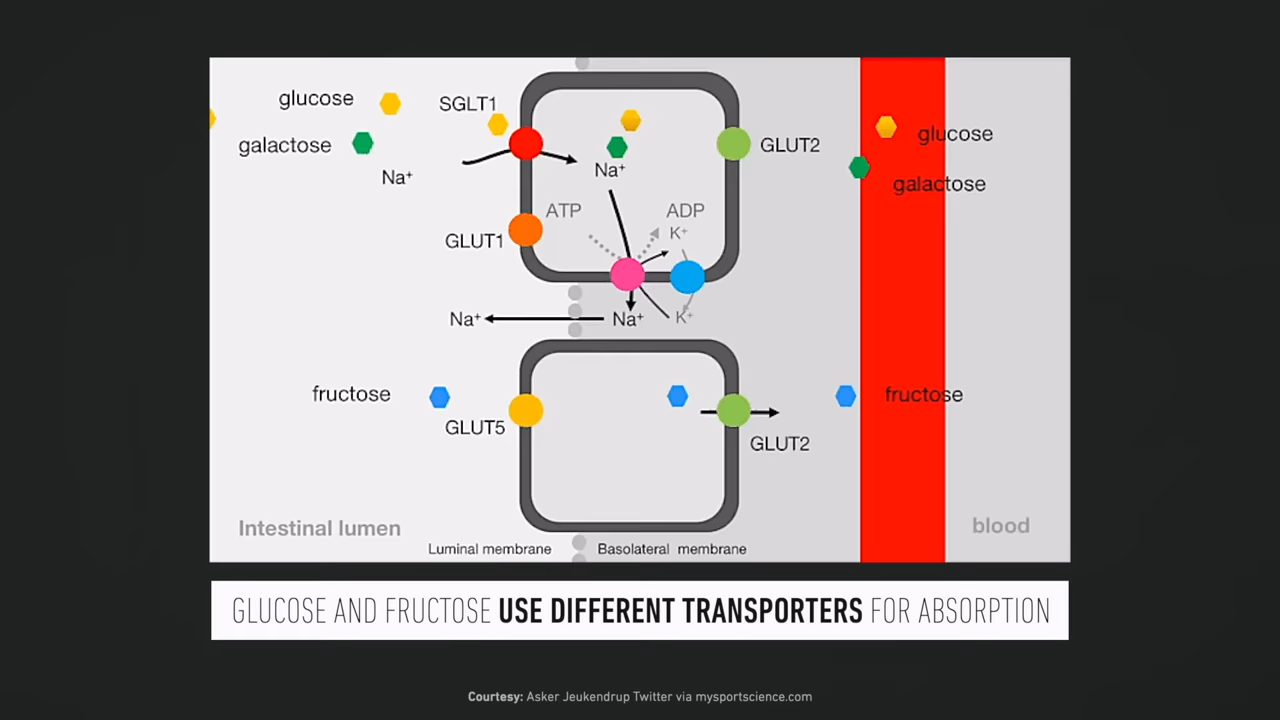 glucose
SGLT1
galactose
Na⁺
Na⁺
GLUT2
glucose
galactose
ATP
ADP
K⁺
GLUT1
Na⁺
Na⁺
K⁺
fructose
fructose
GLUT5
GLUT2
Intestinal lumen
blood
Luminal membrane
Basolateral membrane
GLUCOSE AND FRUCTOSE USE DIFFERENT TRANSPORTERS FOR ABSORPTION
Courtesy: Asker Jeukendrup Twitter via mysportscience.com